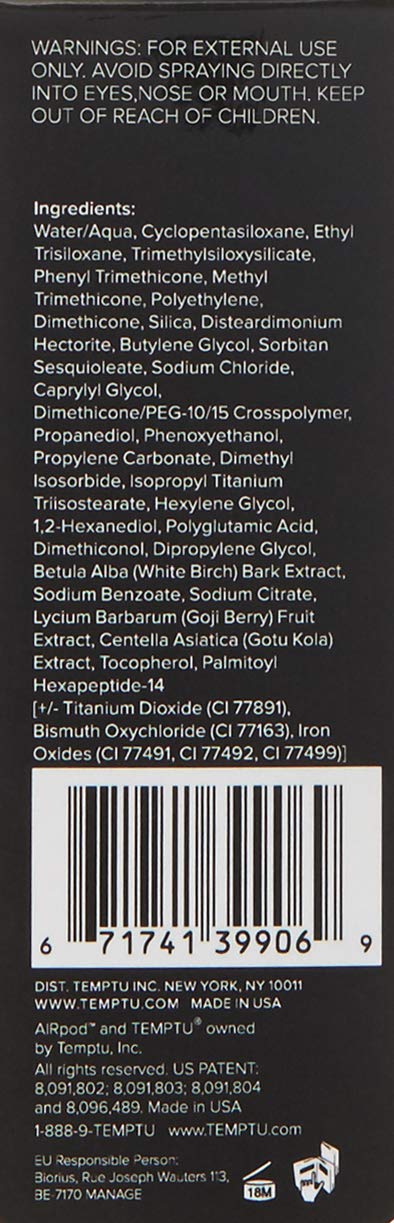 WARNINGS: FOR EXTERNAL USE
ONLY. AVOID SPRAYING DIRECTLY
INTO EYES,NOSE OR MOUTH. KEEP
OUT OF REACH OF CHILDREN.
Ingredients:
Water/Aqua, Cyclopentasiloxane, Ethyl
Trisiloxane, Trimethylsiloxysilicate,
Phenyl Trimethicone, Methyl
Trimethicone, Polyethylene,
Dimethicone, Silica, Disteardimonium
Hectorite, Butylene Glycol, Sorbitan
Sesquioleate, Sodium Chloride,
Caprylyl Glycol,
Dimethicone/PEG-10/15 Crosspolymer,
Propanediol, Phenoxyethanol,
Propylene Carbonate, Dimethyl
Isosorbide, Isopropyl Titanium
Triisostearate, Hexylene Glycol,
1,2-Hexanediol, Polyglutamic Acid,
Dimethiconol, Dipropylene Glycol,
Betula Alba (White Birch) Bark Extract,
Sodium Benzoate, Sodium Citrate,
Lycium Barbarum (Goji Berry) Fruit
Extract, Centella Asiatica (Gotu Kola)
Extract, Tocopherol, Palmitoyl
Hexapeptide-14
[+/- Titanium Dioxide (CI 77891),
Bismuth Oxychloride (CI 77163), Iron
Oxides (CI 77491, CI 77492, CI 77499)]
6 71741 39906 9
DIST. TEMPTU INC. NEW YORK, NY 10011
WWW.TEMPTU.COM MADE IN USA
AIRpod™ and TEMPTU® owned
by Temptu, Inc.
All rights reserved. US PATENT:
8,091,802; 8,091,803; 8,091,804
and 8,096,489. Made in USA
1-888-9-TEMPTU www.TEMPTU.com
EU Responsible Person:
Biorius, Rue Joseph Wauters 113,
BE-7170 MANAGE
18M